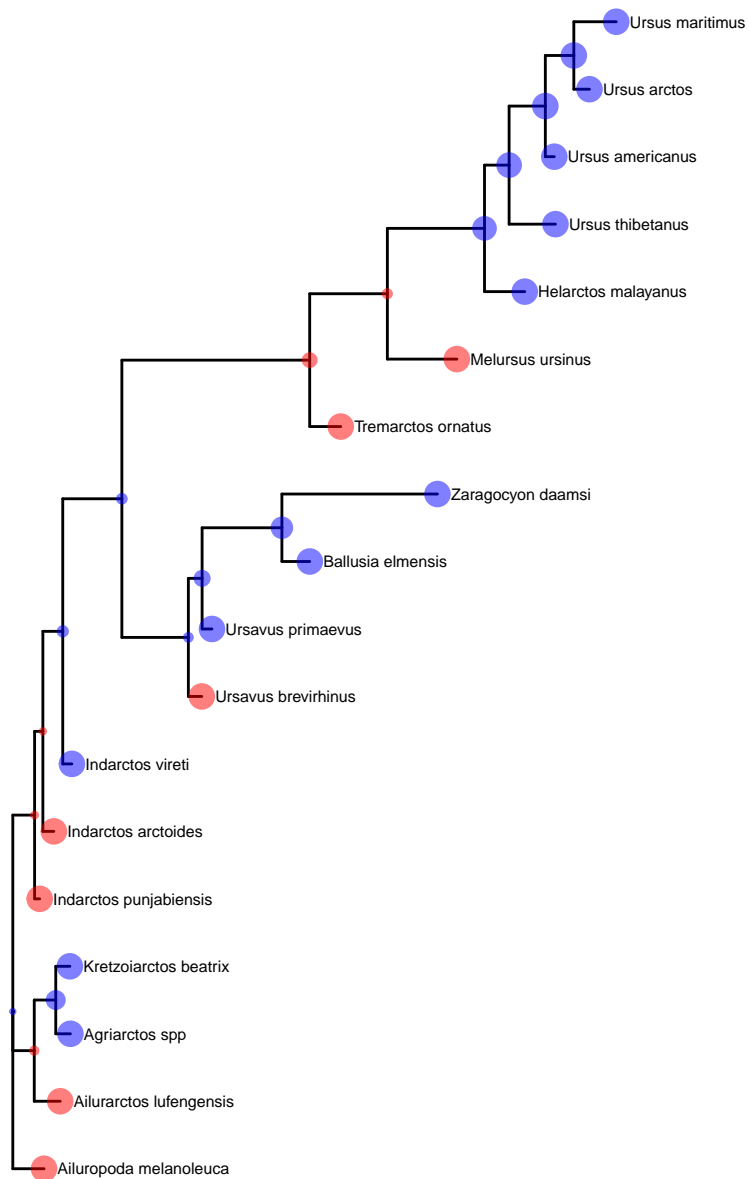 Ursus maritimus
Ursus arctos
Ursus americanus
Ursus thibetanus
Helarctos malayanus
Melursus ursinus
Tremarctos ornatus
Zaragocyon daamsi
Ballusia elmensis
Ursavus primaevus
Ursavus brevirhinus
Indarctos vireti
Indarctos arctoides
Indarctos punjabiensis
Kretzoiarctos beatrix
Agriarctos spp
Ailurarctos lufengensis
Ailuropoda melanoleuca